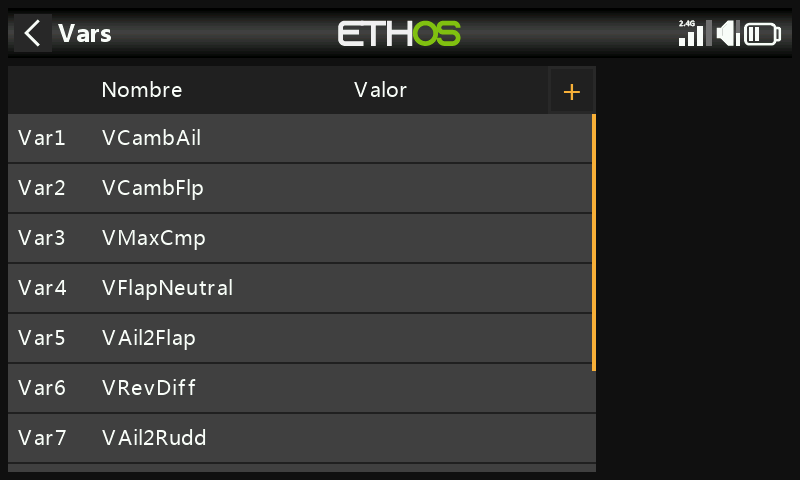 Vars
ETHOS
2.4G
Nombre Valor +
Var1 VCambAil
Var2 VCambFlp
Var3 VMaxCmp
Var4 VFlapNeutral
Var5 VAil2Flap
Var6 VRevDiff
Var7 VAil2Rudd